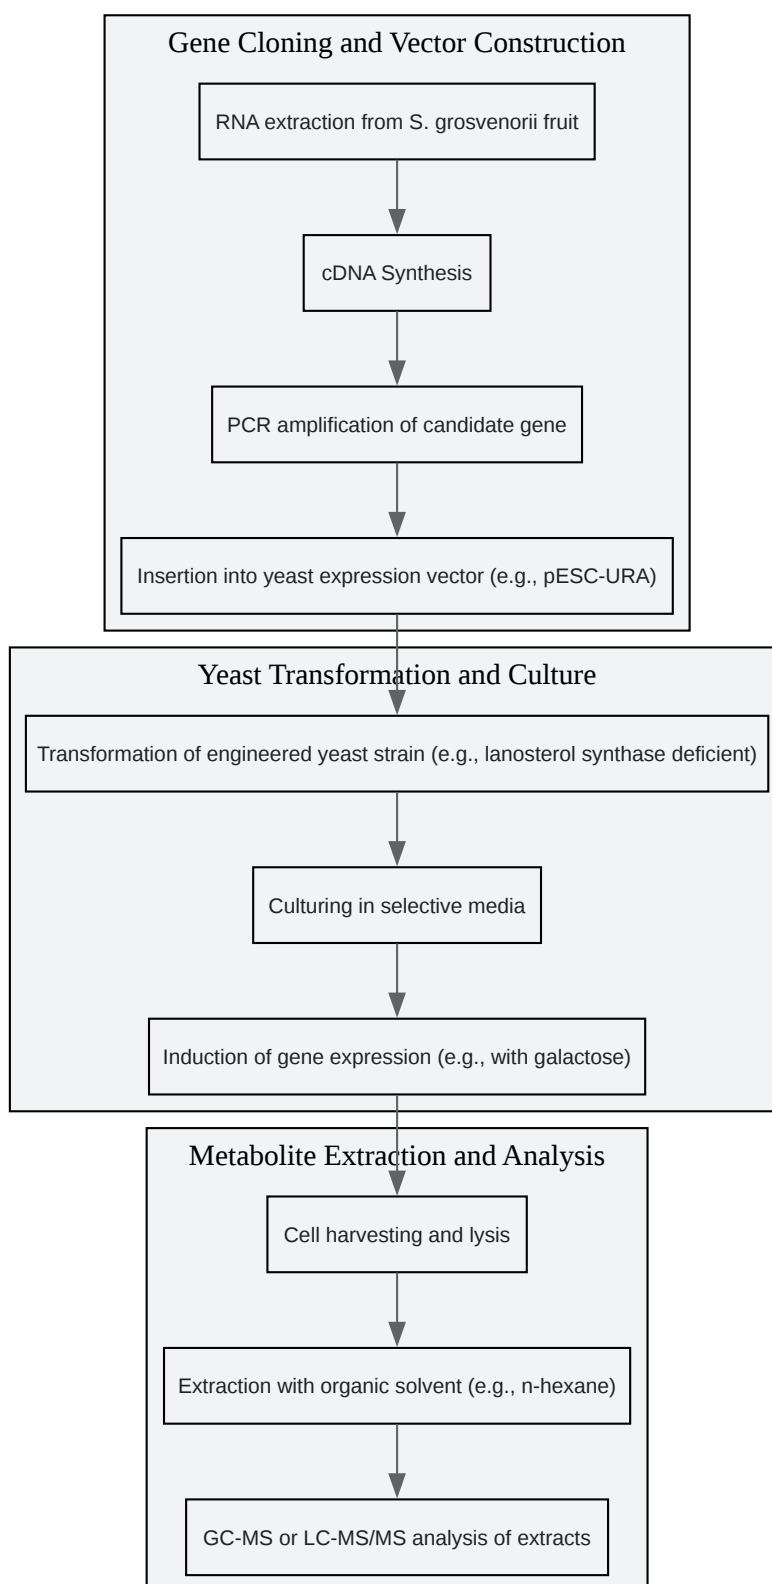 Gene Cloning and Vector Construction
RNA extraction from S. grosvenorii fruit
cDNA Synthesis
PCR amplification of candidate gene
Insertion into yeast expression vector (e.g., pESC-URA)
Yeast Transformation and Culture
Transformation of engineered yeast strain (e.g., lanosterol synthase deficient)
Culturing in selective media
Induction of gene expression (e.g., with galactose)
Metabolite Extraction and Analysis
Cell harvesting and lysis
Extraction with organic solvent (e.g., n-hexane)
GC-MS or LC-MS/MS analysis of extracts